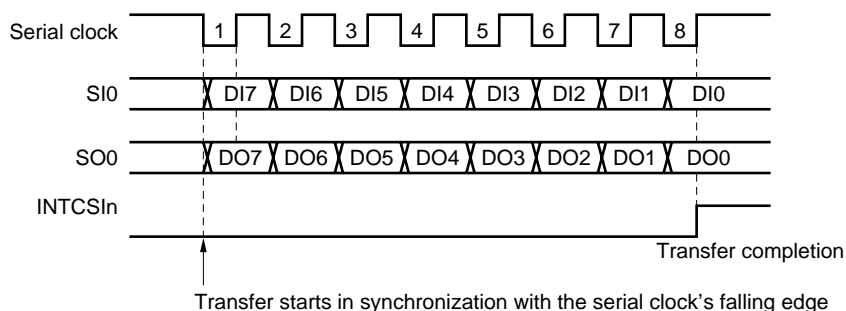 Serial clock 1 2 3 4 5 6 7 8
SI0 DI7 DI6 DI5 DI4 DI3 DI2 DI1 DI0
SO0 DO7 DO6 DO5 DO4 DO3 DO2 DO1 DO0
INTCSIn
Transfer completion
Transfer starts in synchronization with the serial clock's falling edge